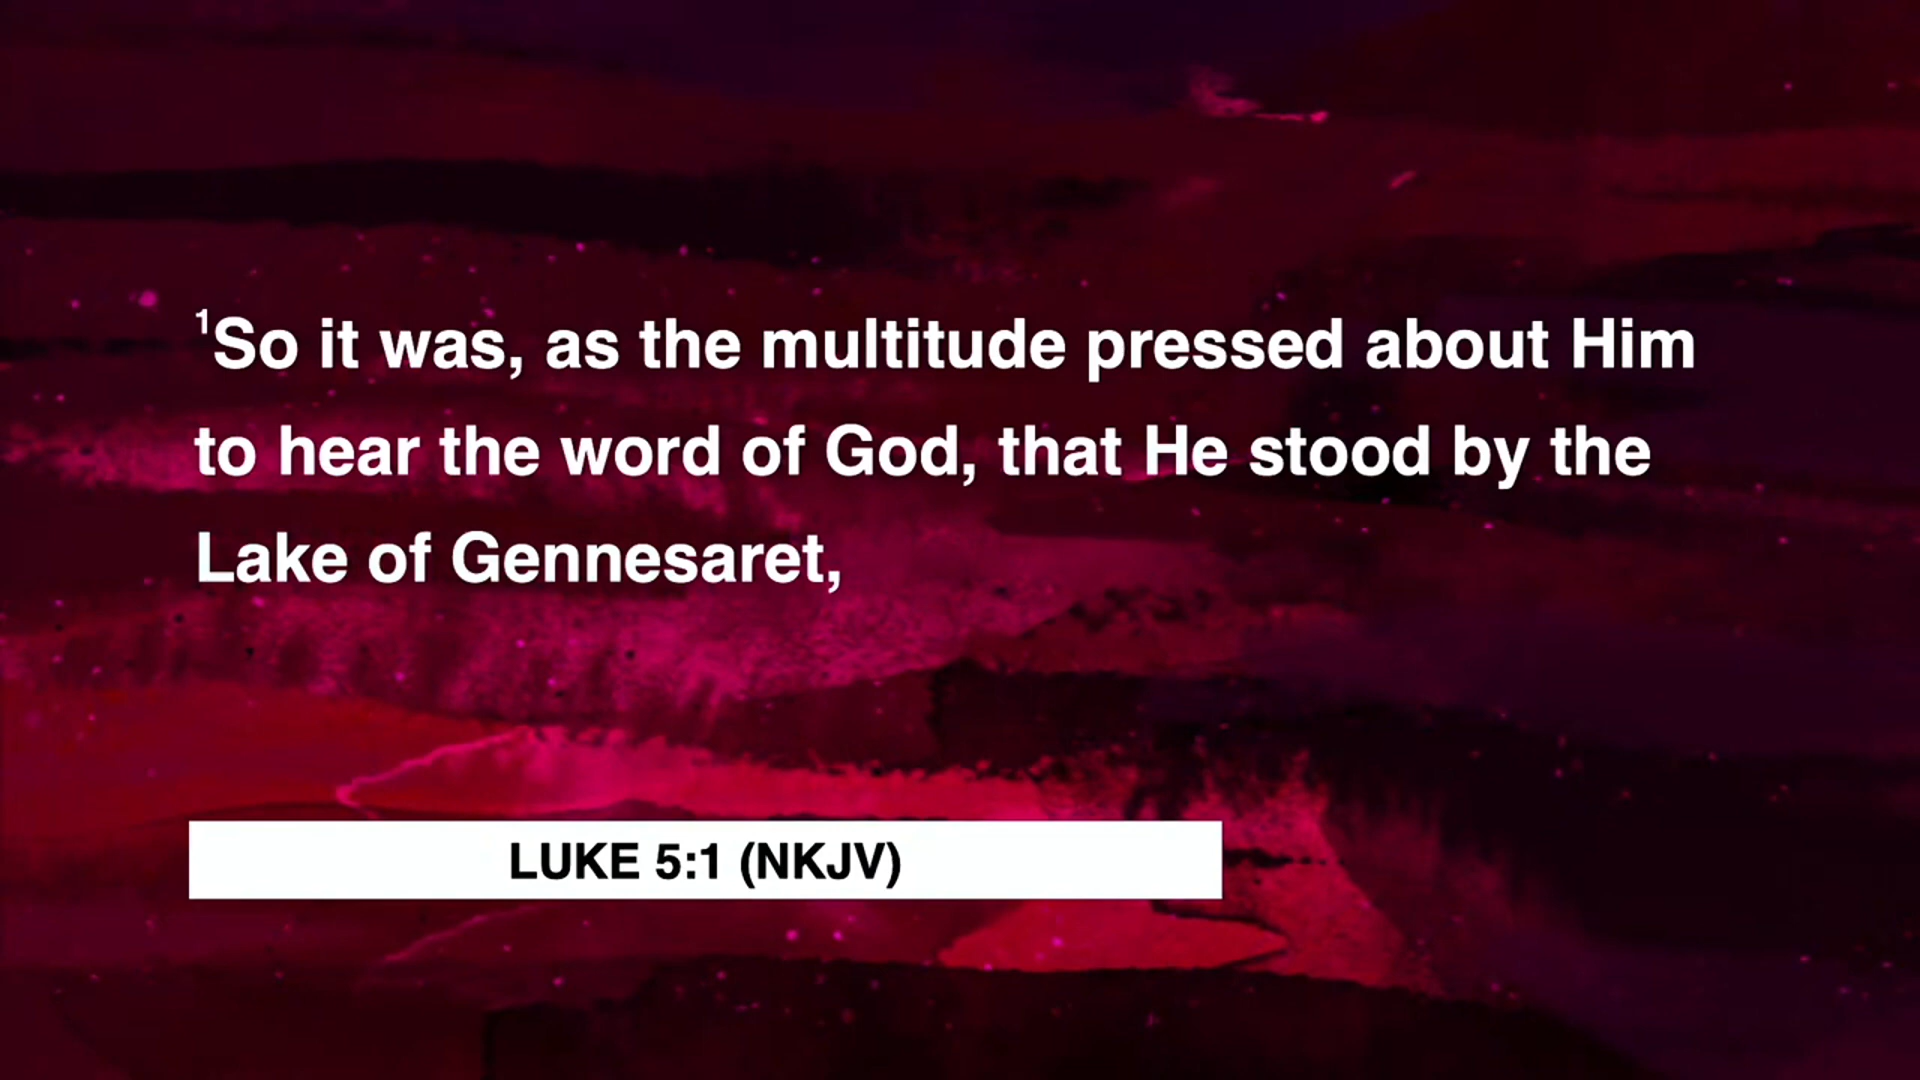 ¹So it was, as the multitude pressed about Him
to hear the word of God, that He stood by the
Lake of Gennesaret,
LUKE 5:1 (NKJV)